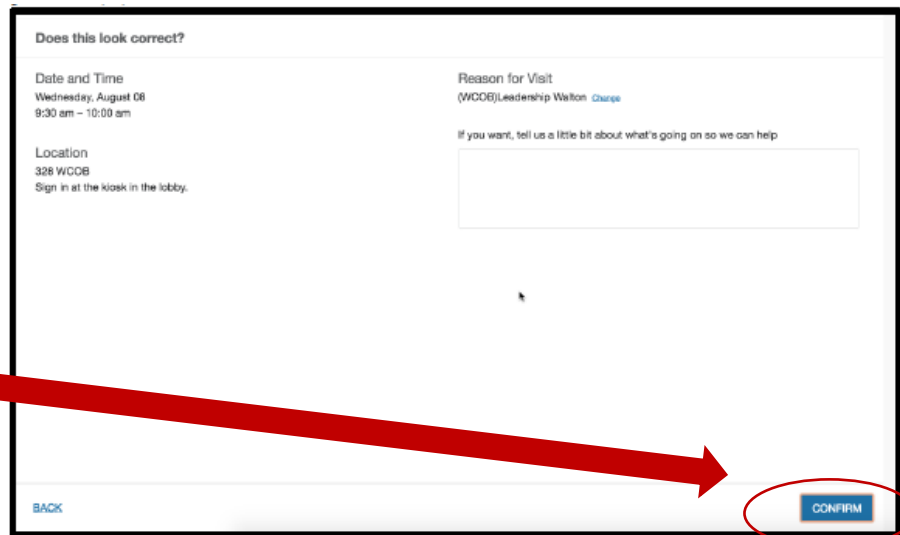 Does this look correct?
Date and Time
Wednesday, August 08
9:30 am – 10:00 am
Location
328 WCOB
Sign in at the kiosk in the lobby.
Reason for Visit
(WCOB)Leadership Walton Change
If you want, tell us a little bit about what's going on so we can help
BACK
CONFIRM